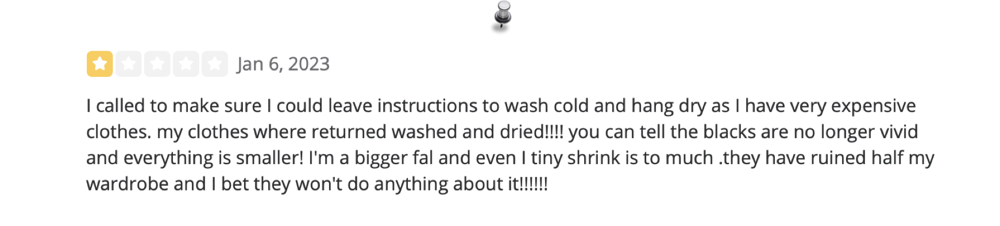 Jan 6, 2023
I called to make sure I could leave instructions to wash cold and hang dry as I have very expensive
clothes. my clothes where returned washed and dried!!!! you can tell the blacks are no longer vivid
and everything is smaller! I'm a bigger fal and even I tiny shrink is to much .they have ruined half my
wardrobe and I bet they won't do anything about it!!!!!!